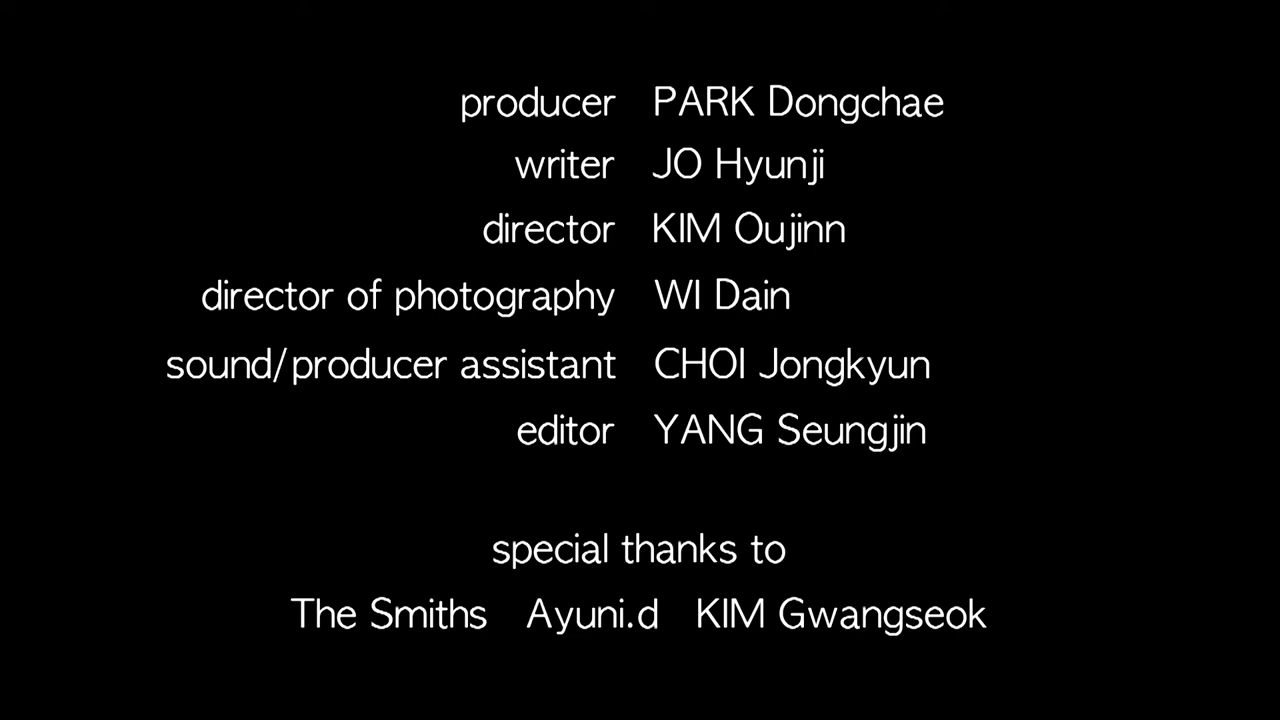 producer PARK Dongchae
writer JO Hyunji
director KIM Oujinn
director of photography WI Dain
sound/producer assistant CHOI Jongkyun
editor YANG Seungjin
special thanks to
The Smiths Ayuni.d KIM Gwangseok